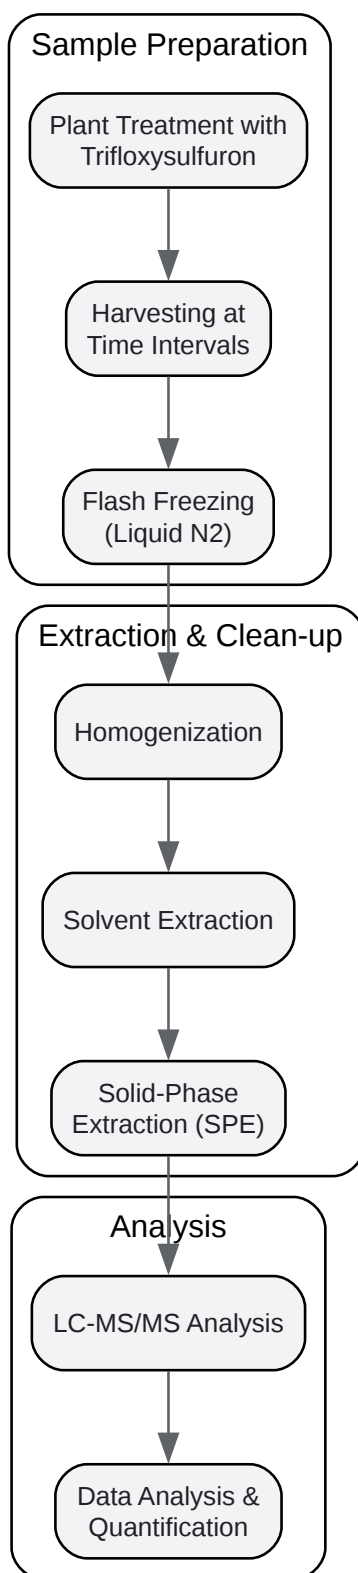 Sample Preparation
Plant Treatment with
Trifloxysulfuron
Harvesting at
Time Intervals
Flash Freezing
(Liquid N2)
Extraction & Clean-up
Homogenization
Solvent Extraction
Solid-Phase
Extraction (SPE)
Analysis
LC-MS/MS Analysis
Data Analysis &
Quantification